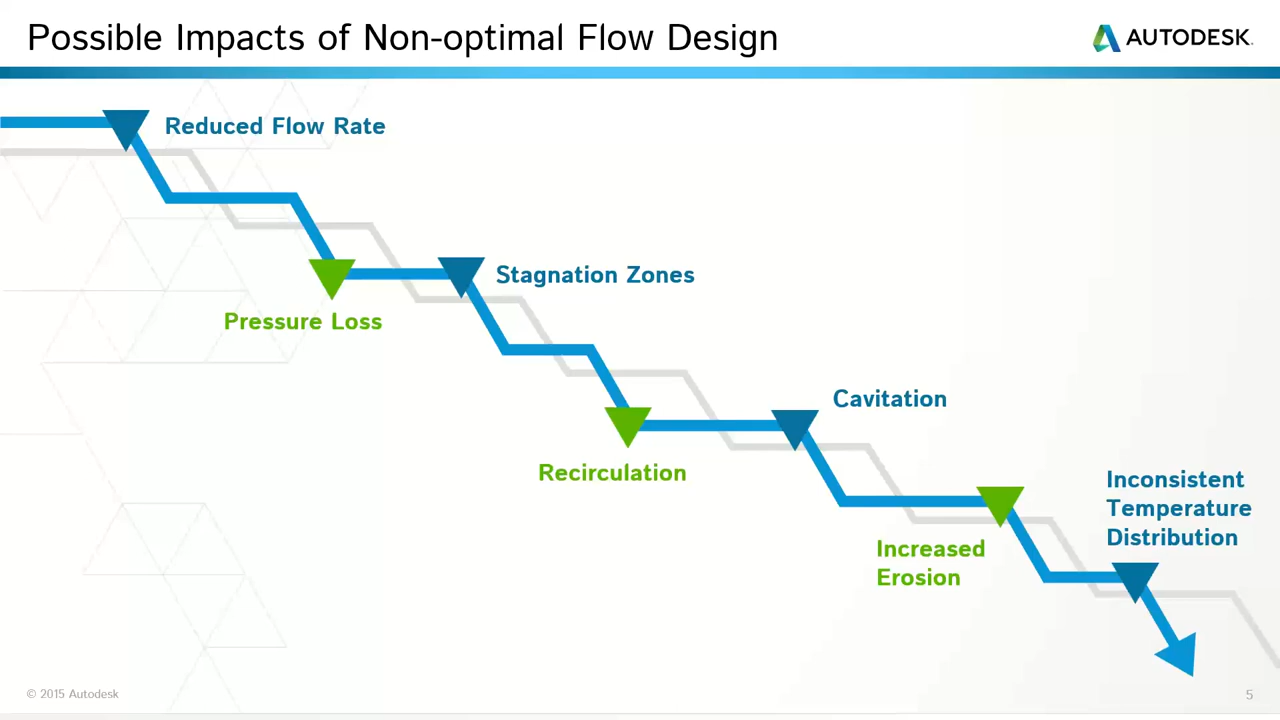 Possible Impacts of Non-optimal Flow Design
AUTODESK.
Reduced Flow Rate
Stagnation Zones
Pressure Loss
Cavitation
Recirculation
Inconsistent
Temperature
Distribution
Increased
Erosion
© 2015 Autodesk
5